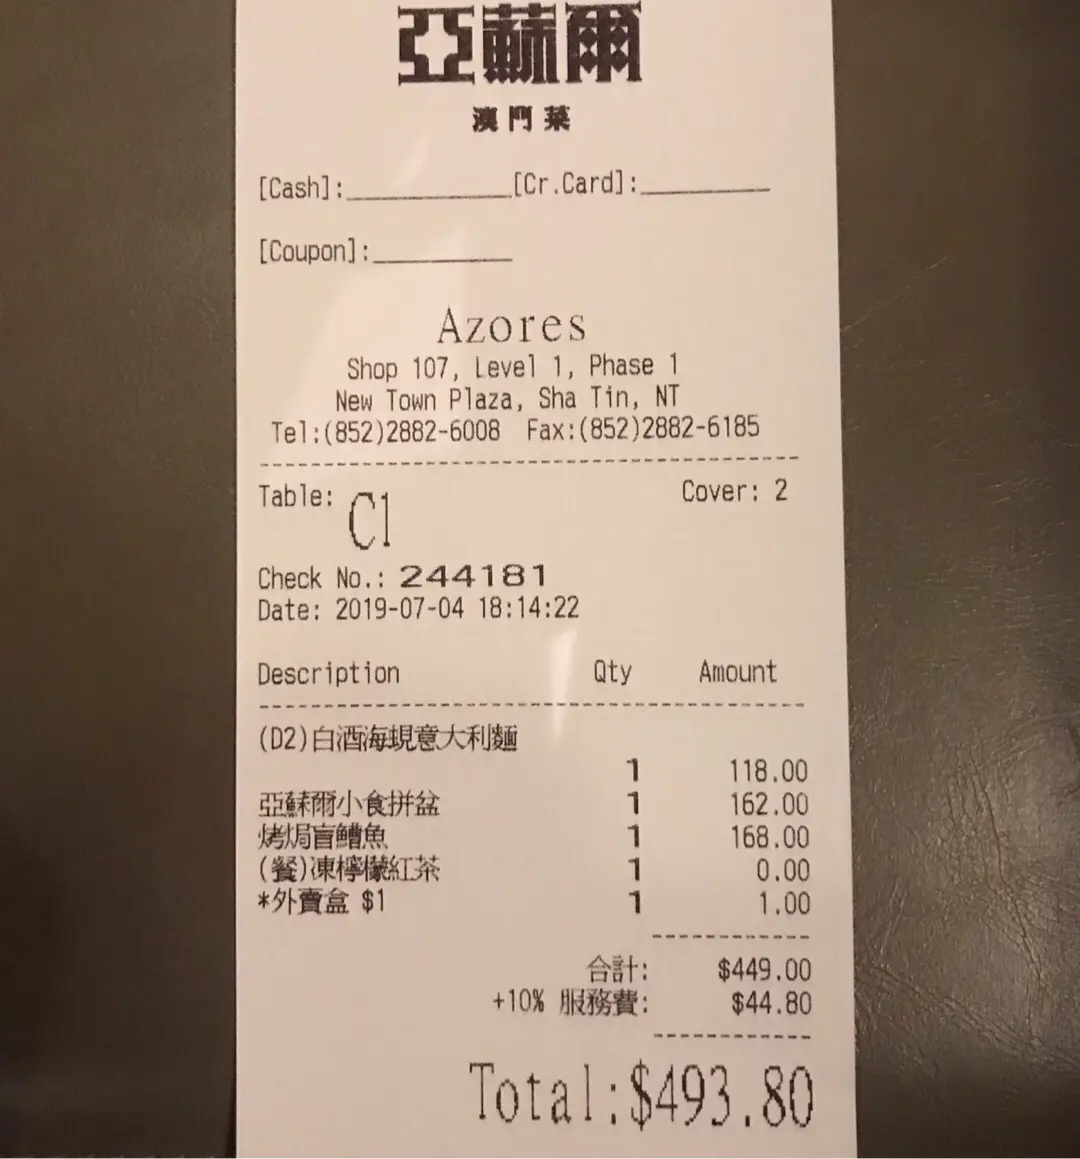 亞蘇爾
澳門菜
[Cash]:____________[Cr.Card]:__________
[Coupon]:___________
Azores
Shop 107, Level 1, Phase 1
New Town Plaza, Sha Tin, NT
Tel:(852)2882-6008 Fax:(852)2882-6185
Table: C1 Cover: 2
Check No.: 244181
Date: 2019-07-04 18:14:22
Description Qty Amount
(D2)白酒海蜆意大利麵
1 118.00
亞蘇爾小食拼盆 1 162.00
烤焗盲鰽魚 1 168.00
(餐)凍檸檬紅茶 1 0.00
*外賣盒 $1 1 1.00
合計: $449.00
+10% 服務費: $44.80
Total:$493.80